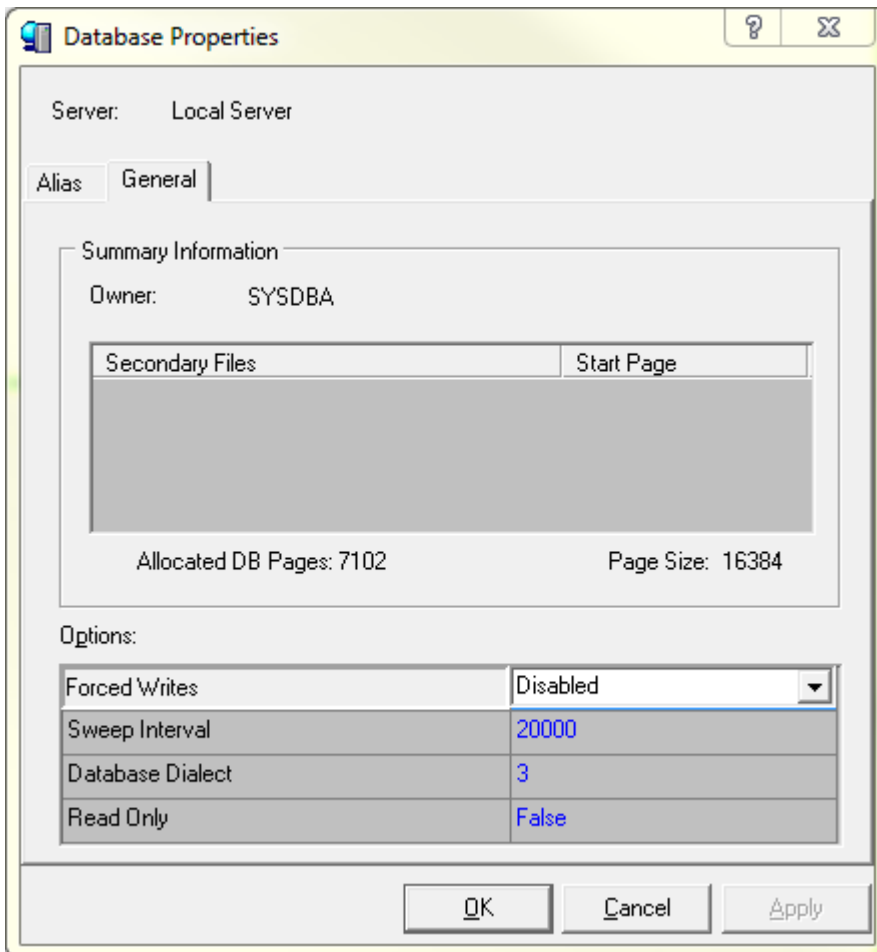 Database Properties
Server: Local Server
Alias General
Summary Information
Owner: SYSDBA
Secondary Files Start Page
Allocated DB Pages: 7102 Page Size: 16384
Options:
Forced Writes Disabled
Sweep Interval 20000
Database Dialect 3
Read Only False
OK Cancel Apply